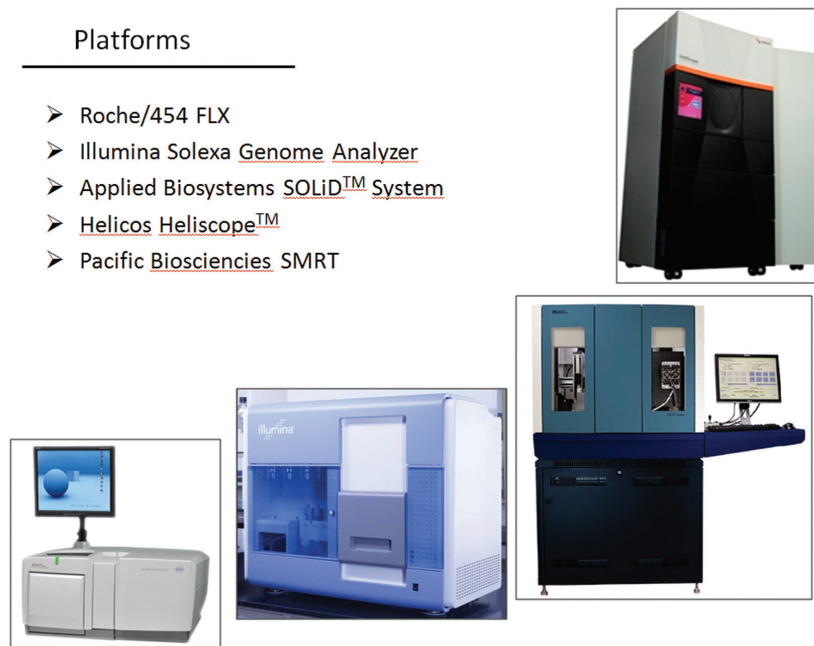 Platforms
Roche/454 FLX
Illumina Solexa Genome Analyzer
Applied Biosystems SOLiD™ System
Helicos Heliscope™
Pacific Biosciencies SMRT
illumina